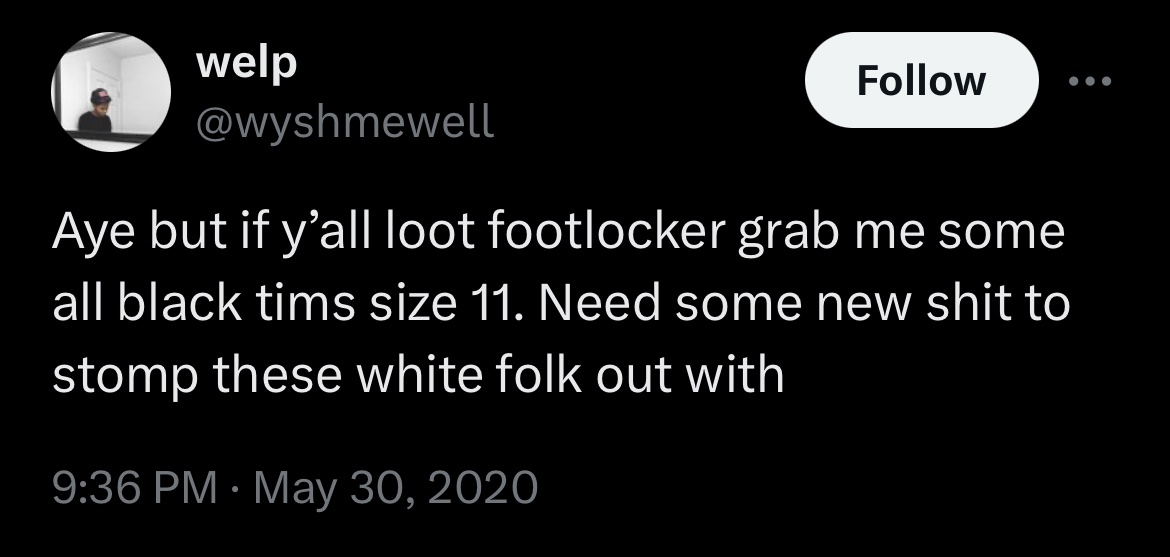 welp
@wyshmewell
Follow
Aye but if y’all loot footlocker grab me some
all black tims size 11. Need some new shit to
stomp these white folk out with
9:36 PM · May 30, 2020